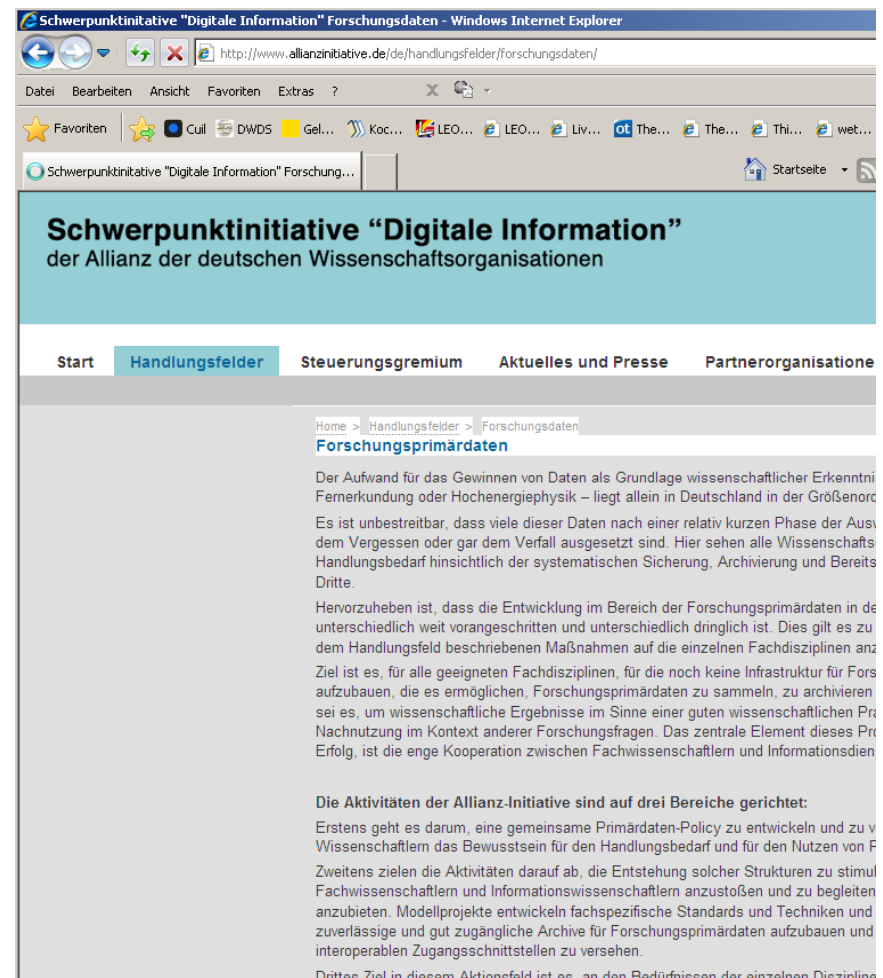 Schwerpunktinitative "Digitale Information" Forschungsdaten - Windows Internet Explorer
http://www.allianzinitiative.de/de/handlungsfelder/forschungsdaten/
Datei Bearbeiten Ansicht Favoriten Extras ? X
Favoriten Cuil DWDS Gel... Koc... LEO... LEO... Liv... ot The... The... Thi... wet...
Schwerpunktinitative "Digitale Information" Forschung... Startseite
Schwerpunktinitiative “Digitale Information”
der Allianz der deutschen Wissenschaftsorganisationen
Start Handlungsfelder Steuerungsgremium Aktuelles und Presse Partnerorganisatione
Home > Handlungsfelder > Forschungsdaten
Forschungsprimärdaten
Der Aufwand für das Gewinnen von Daten als Grundlage wissenschaftlicher Erkenntni
Fernerkundung oder Hochenergiephysik – liegt allein in Deutschland in der Größenord
Es ist unbestreitbar, dass viele dieser Daten nach einer relativ kurzen Phase der Ausw
dem Vergessen oder gar dem Verfall ausgesetzt sind. Hier sehen alle Wissenschafts
Handlungsbedarf hinsichtlich der systematischen Sicherung, Archivierung und Bereits
Dritte.
Hervorzuheben ist, dass die Entwicklung im Bereich der Forschungsprimärdaten in de
unterschiedlich weit vorangeschritten und unterschiedlich dringlich ist. Dies gilt es zu
dem Handlungsfeld beschriebenen Maßnahmen auf die einzelnen Fachdisziplinen anz
Ziel ist es, für alle geeigneten Fachdisziplinen, für die noch keine Infrastruktur für Fors
aufzubauen, die es ermöglichen, Forschungsprimärdaten zu sammeln, zu archivieren
sei es, um wissenschaftliche Ergebnisse im Sinne einer guten wissenschaftlichen Pra
Nachnutzung im Kontext anderer Forschungsfragen. Das zentrale Element dieses Pro
Erfolg, ist die enge Kooperation zwischen Fachwissenschaftlern und Informationsdien
Die Aktivitäten der Allianz-Initiative sind auf drei Bereiche gerichtet:
Erstens geht es darum, eine gemeinsame Primärdaten-Policy zu entwickeln und zu v
Wissenschaftlern das Bewusstsein für den Handlungsbedarf und für den Nutzen von F
Zweitens zielen die Aktivitäten darauf ab, die Entstehung solcher Strukturen zu stimul
Fachwissenschaftlern und Informationswissenschaftlern anzustoßen und zu begleiten
anzubieten. Modellprojekte entwickeln fachspezifische Standards und Techniken und
zuverlässige und gut zugängliche Archive für Forschungsprimärdaten aufzubauen und
interoperablen Zugangsschnittstellen zu versehen.
Drittes Ziel in diesem Aktionsfeld ist es, an den Bedürfnissen der einzelnen Diszipline